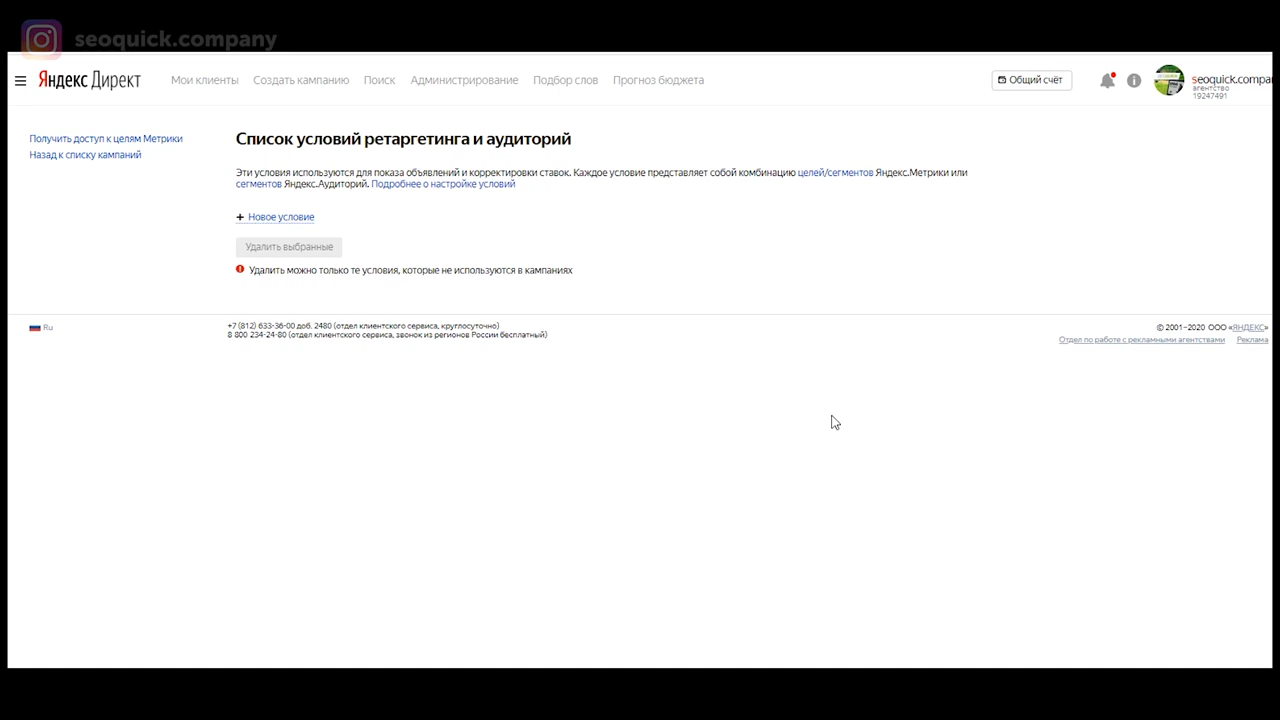 seoquick.company
Яндекс Директ
Мои клиенты Создать кампанию Поиск Администрирование Подбор слов Прогноз бюджета
Общий счёт
seoquick.compa
агентство
19247491
Получить доступ к целям Метрики
Назад к списку кампаний
Список условий ретаргетинга и аудиторий
Эти условия используются для показа объявлений и корректировки ставок. Каждое условие представляет собой комбинацию целей/сегментов Яндекс.Метрики или
сегментов Яндекс.Аудиторий. Подробнее о настройке условий
+ Новое условие
Удалить выбранные
Удалить можно только те условия, которые не используются в кампаниях
Ru
+7 (812) 633-36-00 доб. 2480 (отдел клиентского сервиса, круглосуточно)
8 800 234-24-80 (отдел клиентского сервиса, звонок из регионов России бесплатный)
© 2001–2020 ООО «ЯНДЕКС»
Отдел по работе с рекламными агентствами Реклама